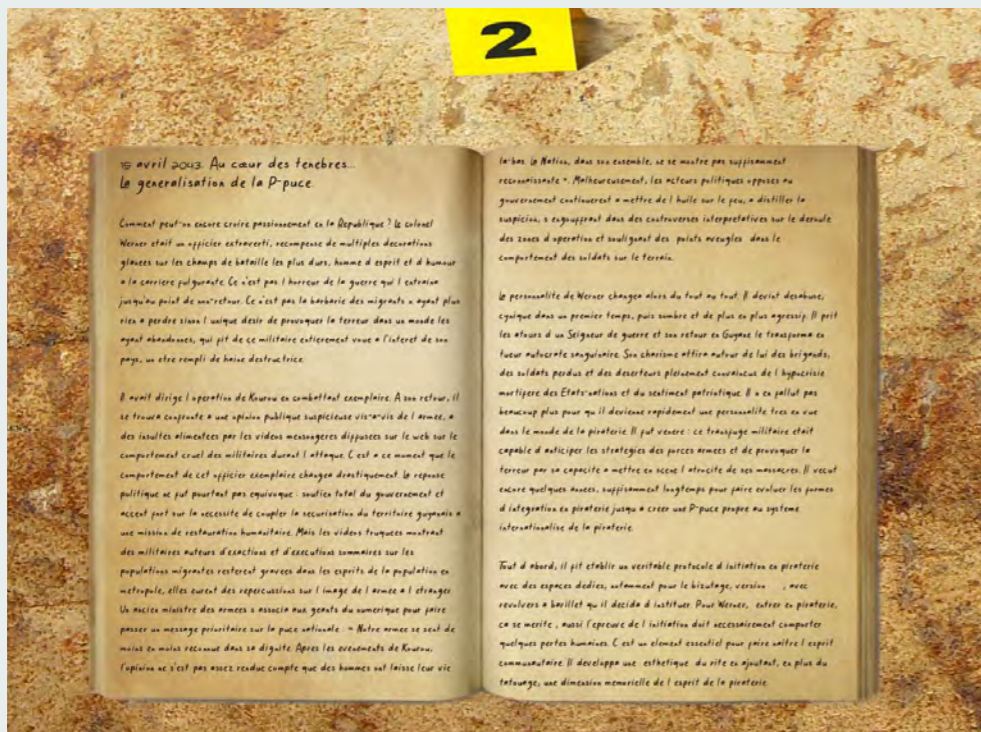 2
15 avril 2043. Au cœur des tenebres...
La generalisation de la P-puce.
Comment peut-on encore croire passionnement en la Republique ? Le colonel
Werner etait un officier extraverti, recompense de multiples decorations
glanees sur les champs de bataille les plus durs, homme d esprit et d humour
a la carriere fulgurante. Ce n'est pas l horreur de la guerre qui l entraina
jusqu'au point de non-retour. Ce n'est pas la barbarie des migrants n ayant plus
rien a perdre sinon l unique desir de provoquer la terreur dans un monde les
ayant abandonnes, qui fit de ce militaire entierement voue a l'interet de son
pays, un etre rempli de haine destructrice.
Il avait dirige l operation de Kourou en combattant exemplaire. A son retour, il
se trouva confronte a une opinion publique suspicieuse vis-a-vis de l armee, a
des insultes alimentees par les videos mensongeres diffusees sur le web sur le
comportement cruel des militaires durant l attaque. C est a ce moment que le
comportement de cet officier exemplaire changea drastiquement. La reponse
politique ne fut pourtant pas equivoque : soutien total du gouvernement et
accent fort sur la necessite de coupler la securisation du territoire guyanais a
une mission de restauration humanitaire. Mais les videos truquees montrant
des militaires auteurs d'exactions et d'executions sommaires sur les
populations migrantes resterent gravees dans les esprits de la population en
metropole, elles eurent des repercussions sur l image de l armee a l etranger.
Un ancien ministre des armees s associa aux geants du numerique pour faire
passer un message prioritaire sur la puce nationale : « Notre armee se sent de
moins en moins reconnue dans sa dignite. Apres les evenements de Kourou,
l'opinion ne s'est pas assez rendue compte que des hommes ont laisse leur vie
la-bas. La Nation, dans son ensemble, ne se montre pas suffisamment
reconnaissante ». Malheureusement, les acteurs politiques opposes au
gouvernement continuerent a mettre de l huile sur le feu, a distiller la
suspicion, s engouffrant dans des controverses interpretatives sur le deroule
des zones d operation et soulignant des points aveugles dans le
comportement des soldats sur le terrain.
La personnalite de Werner changea alors du tout au tout. Il devint desabuse,
cynique dans un premier temps, puis sombre et de plus en plus agressif. Il prit
les atours d un Seigneur de guerre et son retour en Guyane le transforma en
tueur autocrate sanguinaire. Son charisme attira autour de lui des brigands,
des soldats perdus et des deserteurs pleinement convaincus de l hypocrisie
mortifere des Etats-nations et du sentiment patriotique. Il n en fallut pas
beaucoup plus pour qu il devienne rapidement une personnalite tres en vue
dans le monde de la piraterie. Il fut venere : ce transfuge militaire etait
capable d anticiper les strategies des forces armees et de provoquer la
terreur par sa capacite a mettre en scene l atrocite de ses massacres. Il vecut
encore quelques annees, suffisamment longtemps pour faire evoluer les formes
d integration en piraterie jusqu a creer une P-puce propre au systeme
internationalise de la piraterie.
Tout d abord, il fit etablir un veritable protocole d initiation en piraterie
avec des espaces dedies, notamment pour le bizutage, version , avec
revolvers a barillet qu il decida d instituer. Pour Werner, entrer en piraterie,
ca se merite , aussi l'epreuve de l initiation doit necessairement comporter
quelques pertes humaines. C est un element essentiel pour faire naitre l esprit
communautaire. Il developpa une esthetique du rite en ajoutant, en plus du
tatouage, une dimension memorielle de l esprit de la piraterie.